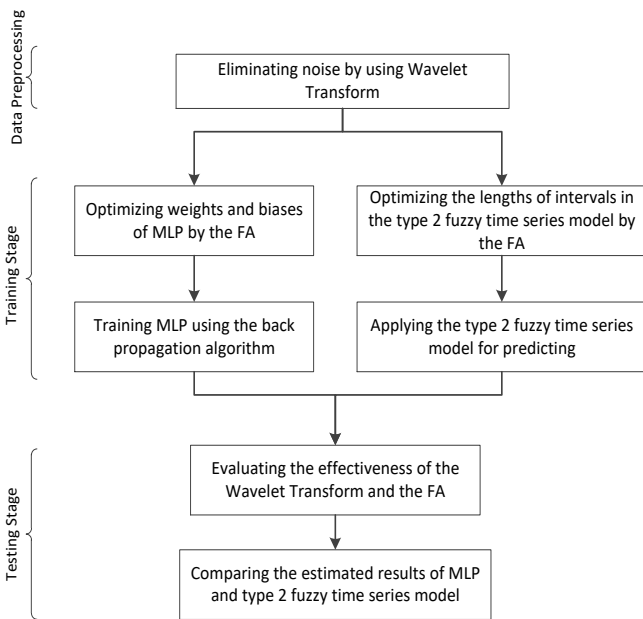 Data Preprocessing
Eliminating noise by using Wavelet
Transform
Training Stage
Optimizing weights and biases
of MLP by the FA
Optimizing the lengths of intervals in
the type 2 fuzzy time series model by
the FA
Training MLP using the back
propagation algorithm
Applying the type 2 fuzzy time series
model for predicting
Testing Stage
Evaluating the effectiveness of the
Wavelet Transform and the FA
Comparing the estimated results of MLP
and type 2 fuzzy time series model